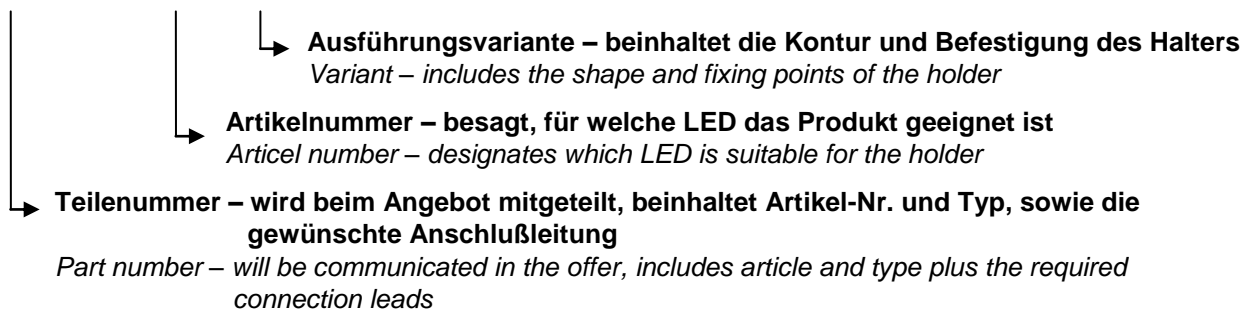 Ausführungsvariante – beinhaltet die Kontur und Befestigung des Halters
Variant – includes the shape and fixing points of the holder
Artikelnummer – besagt, für welche LED das Produkt geeignet ist
Articel number – designates which LED is suitable for the holder
Teilenummer – wird beim Angebot mitgeteilt, beinhaltet Artikel-Nr. und Typ, sowie die
gewünschte Anschlußleitung
Part number – will be communicated in the offer, includes article and type plus the required
connection leads